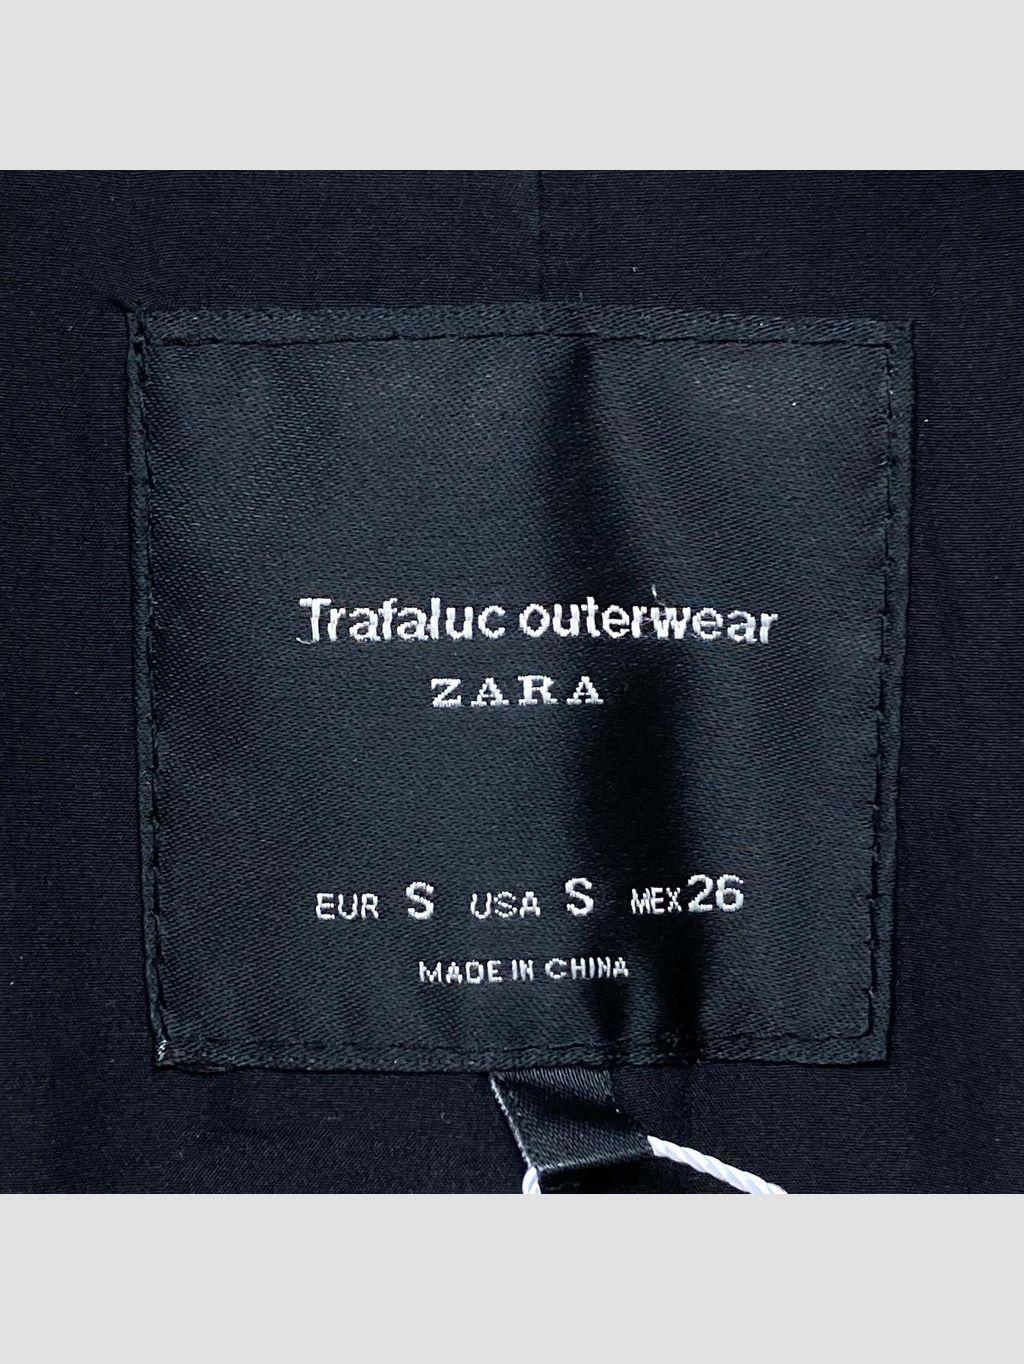 Trafaluc outerwear
ZARA
EUR S USA S MEX 26
MADE IN CHINA